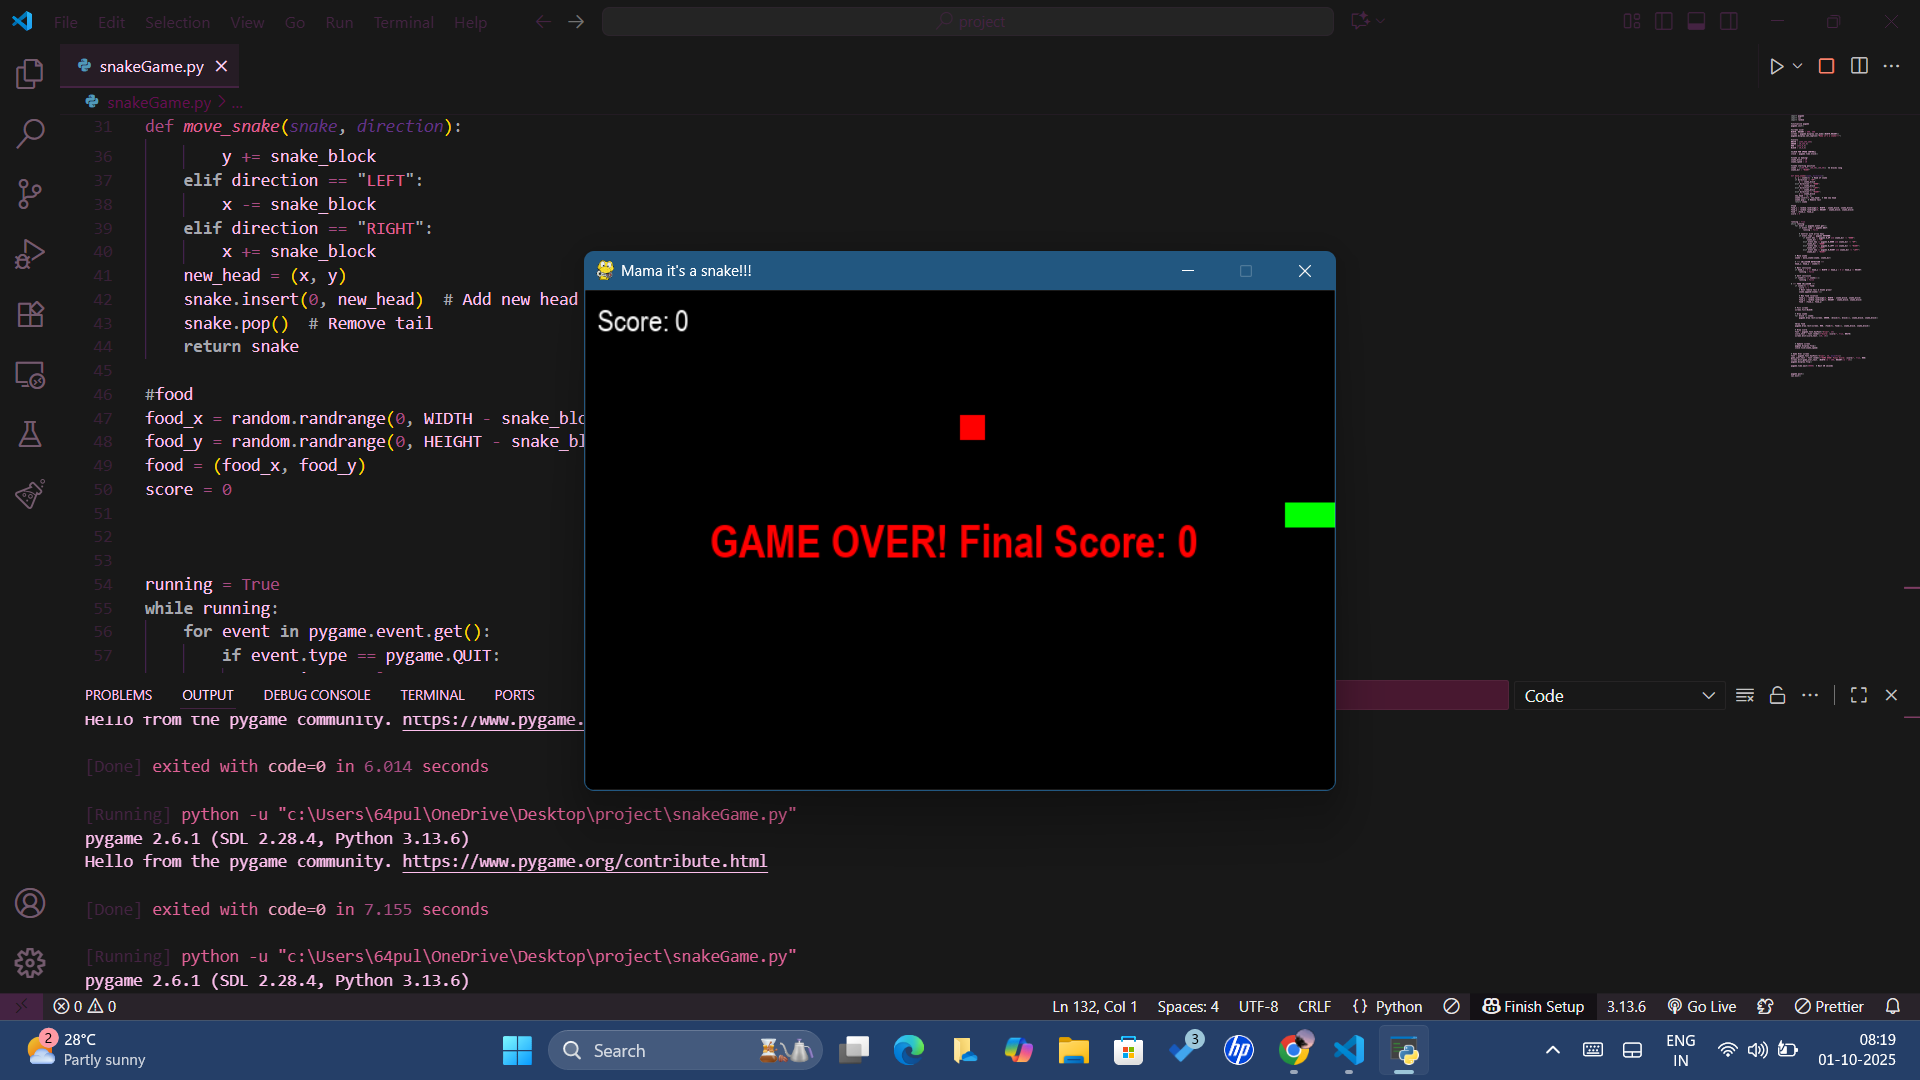 File Edit Selection View Go Run Terminal Help
project
snakeGame.py
snakeGame.py > ...
31 def move_snake(snake, direction):
36 y += snake_block
37 elif direction == "LEFT":
38 x -= snake_block
39 elif direction == "RIGHT":
40 x += snake_block
41 new_head = (x, y)
42 snake.insert(0, new_head)  # Add new head
43 snake.pop()  # Remove tail
44 return snake
45
46 #food
47 food_x = random.randrange(0, WIDTH - snake_blo
48 food_y = random.randrange(0, HEIGHT - snake_bl
49 food = (food_x, food_y)
50 score = 0
51
52
53
54 running = True
55 while running:
56 for event in pygame.event.get():
57 if event.type == pygame.QUIT:
Mama it's a snake!!!
Score: 0
GAME OVER! Final Score: 0
PROBLEMS OUTPUT DEBUG CONSOLE TERMINAL PORTS
Code
Hello from the pygame community. https://www.pygame.
[Done] exited with code=0 in 6.014 seconds
[Running] python -u "c:\Users\64pul\OneDrive\Desktop\project\snakeGame.py"
pygame 2.6.1 (SDL 2.28.4, Python 3.13.6)
Hello from the pygame community. https://www.pygame.org/contribute.html
[Done] exited with code=0 in 7.155 seconds
[Running] python -u "c:\Users\64pul\OneDrive\Desktop\project\snakeGame.py"
pygame 2.6.1 (SDL 2.28.4, Python 3.13.6)
0 0
Ln 132, Col 1 Spaces: 4 UTF-8 CRLF {} Python Finish Setup 3.13.6 Go Live Prettier
2
28°C
Partly sunny
Search
3
hp
ENG
IN
08:19
01-10-2025